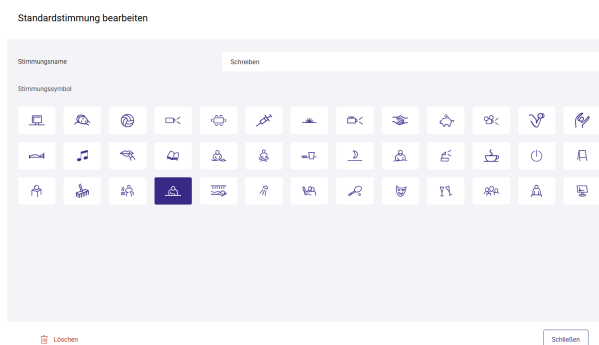 Standardstimmung bearbeiten
Stimmungsname
Schreiben
Stimmungssymbol
Löschen
Schließen